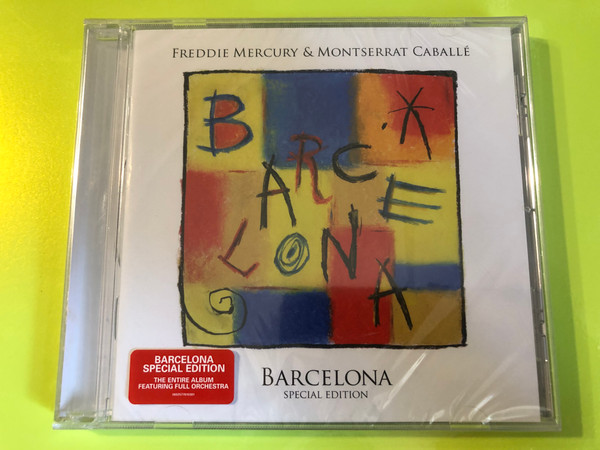 FREDDIE MERCURY & MONTSERRAT CABALLÉ
BARCELONA
BARCELONA
SPECIAL EDITION
THE ENTIRE ALBUM
FEATURING FULL ORCHESTRA
BARCELONA
SPECIAL EDITION